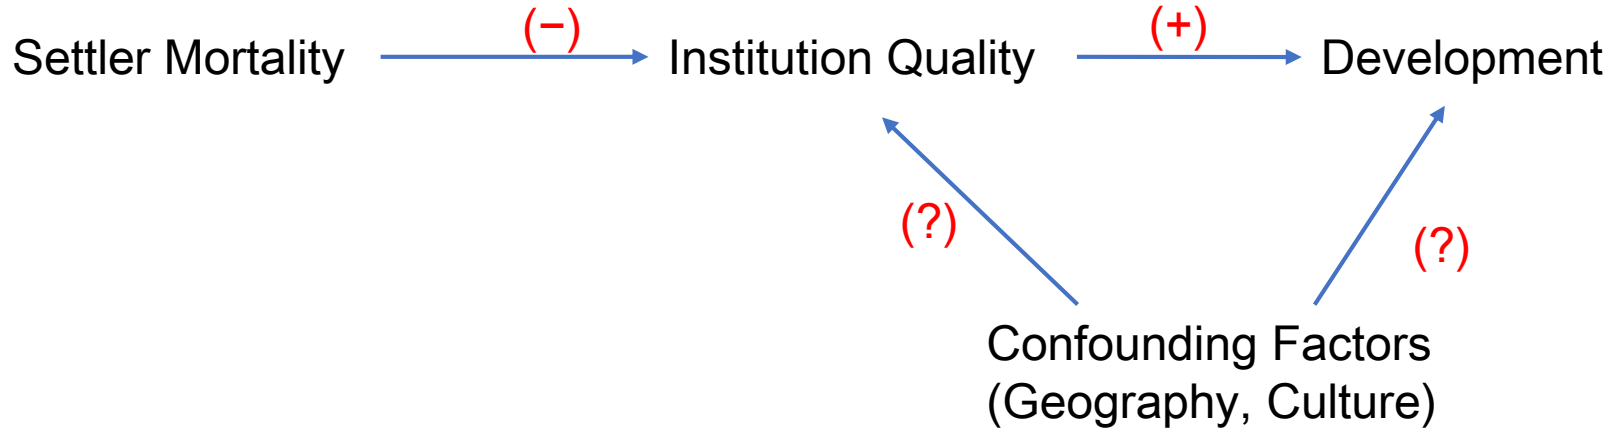 (−)
(+)
Settler Mortality
Institution Quality
Development
(?)
(?)
Confounding Factors
(Geography, Culture)